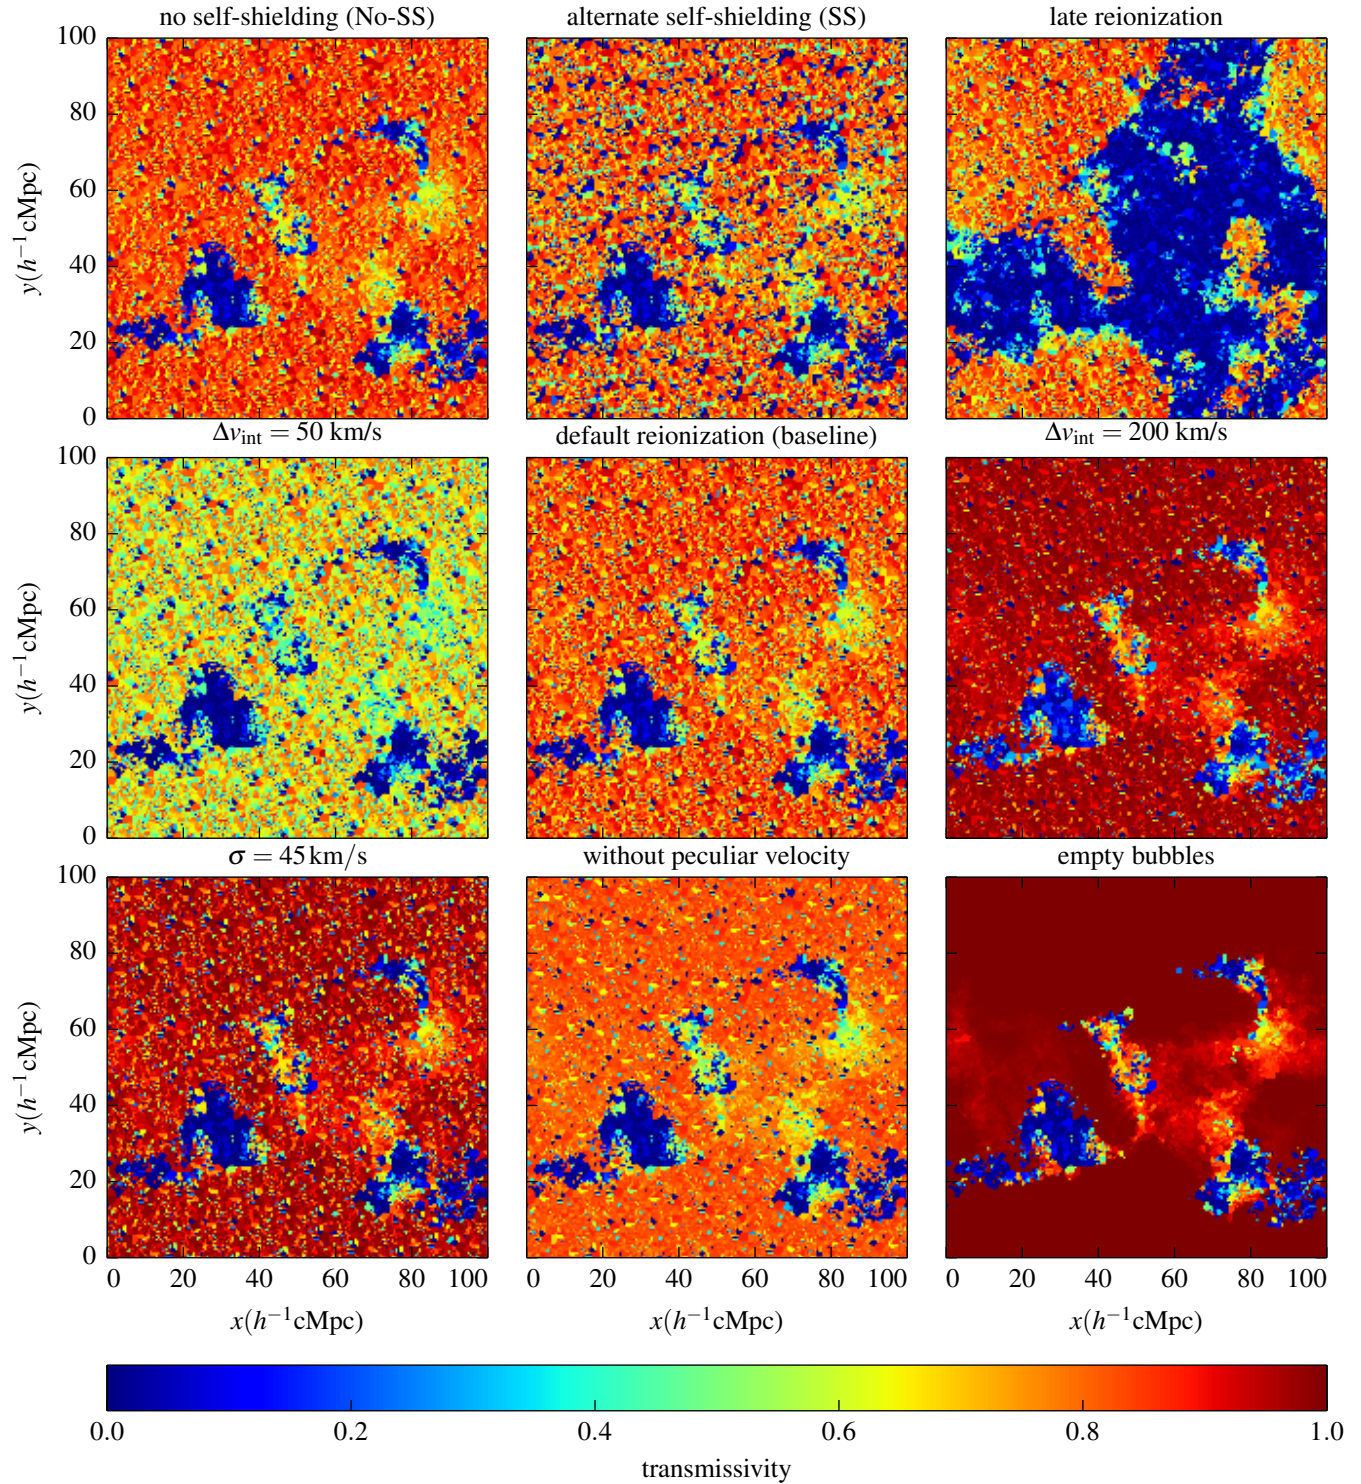 no self-shielding (No-SS) alternate self-shielding (SS) late reionization
100
80
60
40
20
0
y(h⁻¹cMpc)
Δv_int = 50 km/s default reionization (baseline) Δv_int = 200 km/s
100
80
60
40
20
0
y(h⁻¹cMpc)
σ = 45 km/s without peculiar velocity empty bubbles
100
80
60
40
20
0
y(h⁻¹cMpc)
0 20 40 60 80 100 0 20 40 60 80 100 0 20 40 60 80 100
x(h⁻¹cMpc) x(h⁻¹cMpc) x(h⁻¹cMpc)
0.0 0.2 0.4 0.6 0.8 1.0
transmissivity